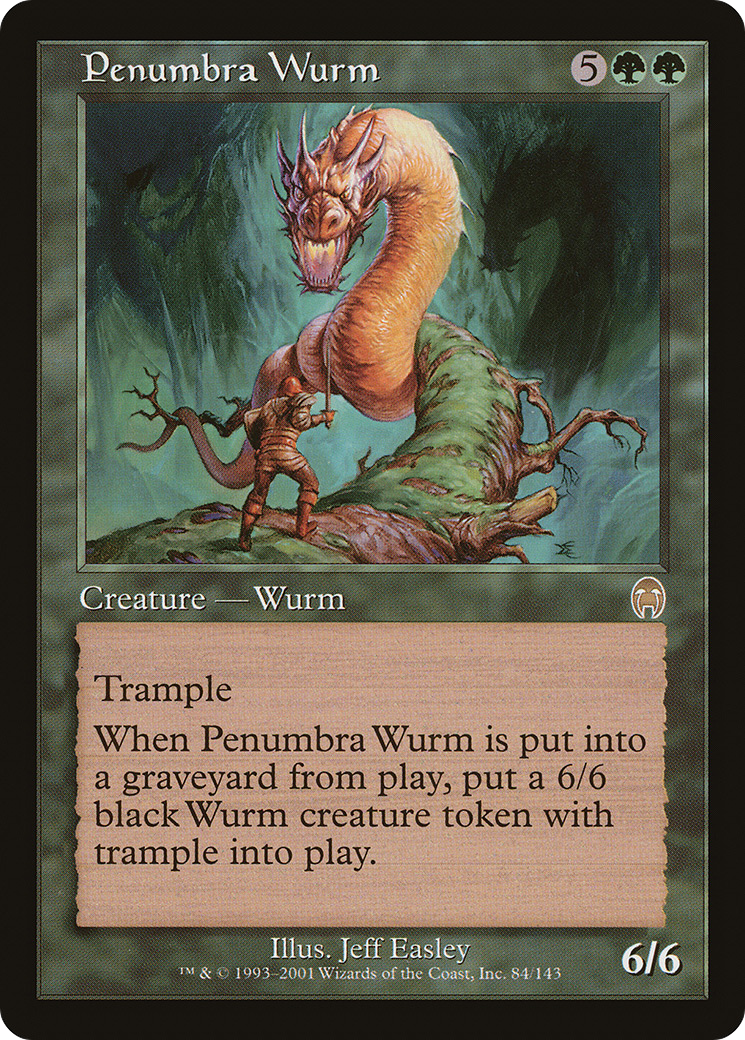 Penumbra Wurm 5
Creature — Wurm
Trample
When Penumbra Wurm is put into
a graveyard from play, put a 6/6
black Wurm creature token with
trample into play.
Illus. Jeff Easley
6/6
™ & © 1993–2001 Wizards of the Coast, Inc. 84/143